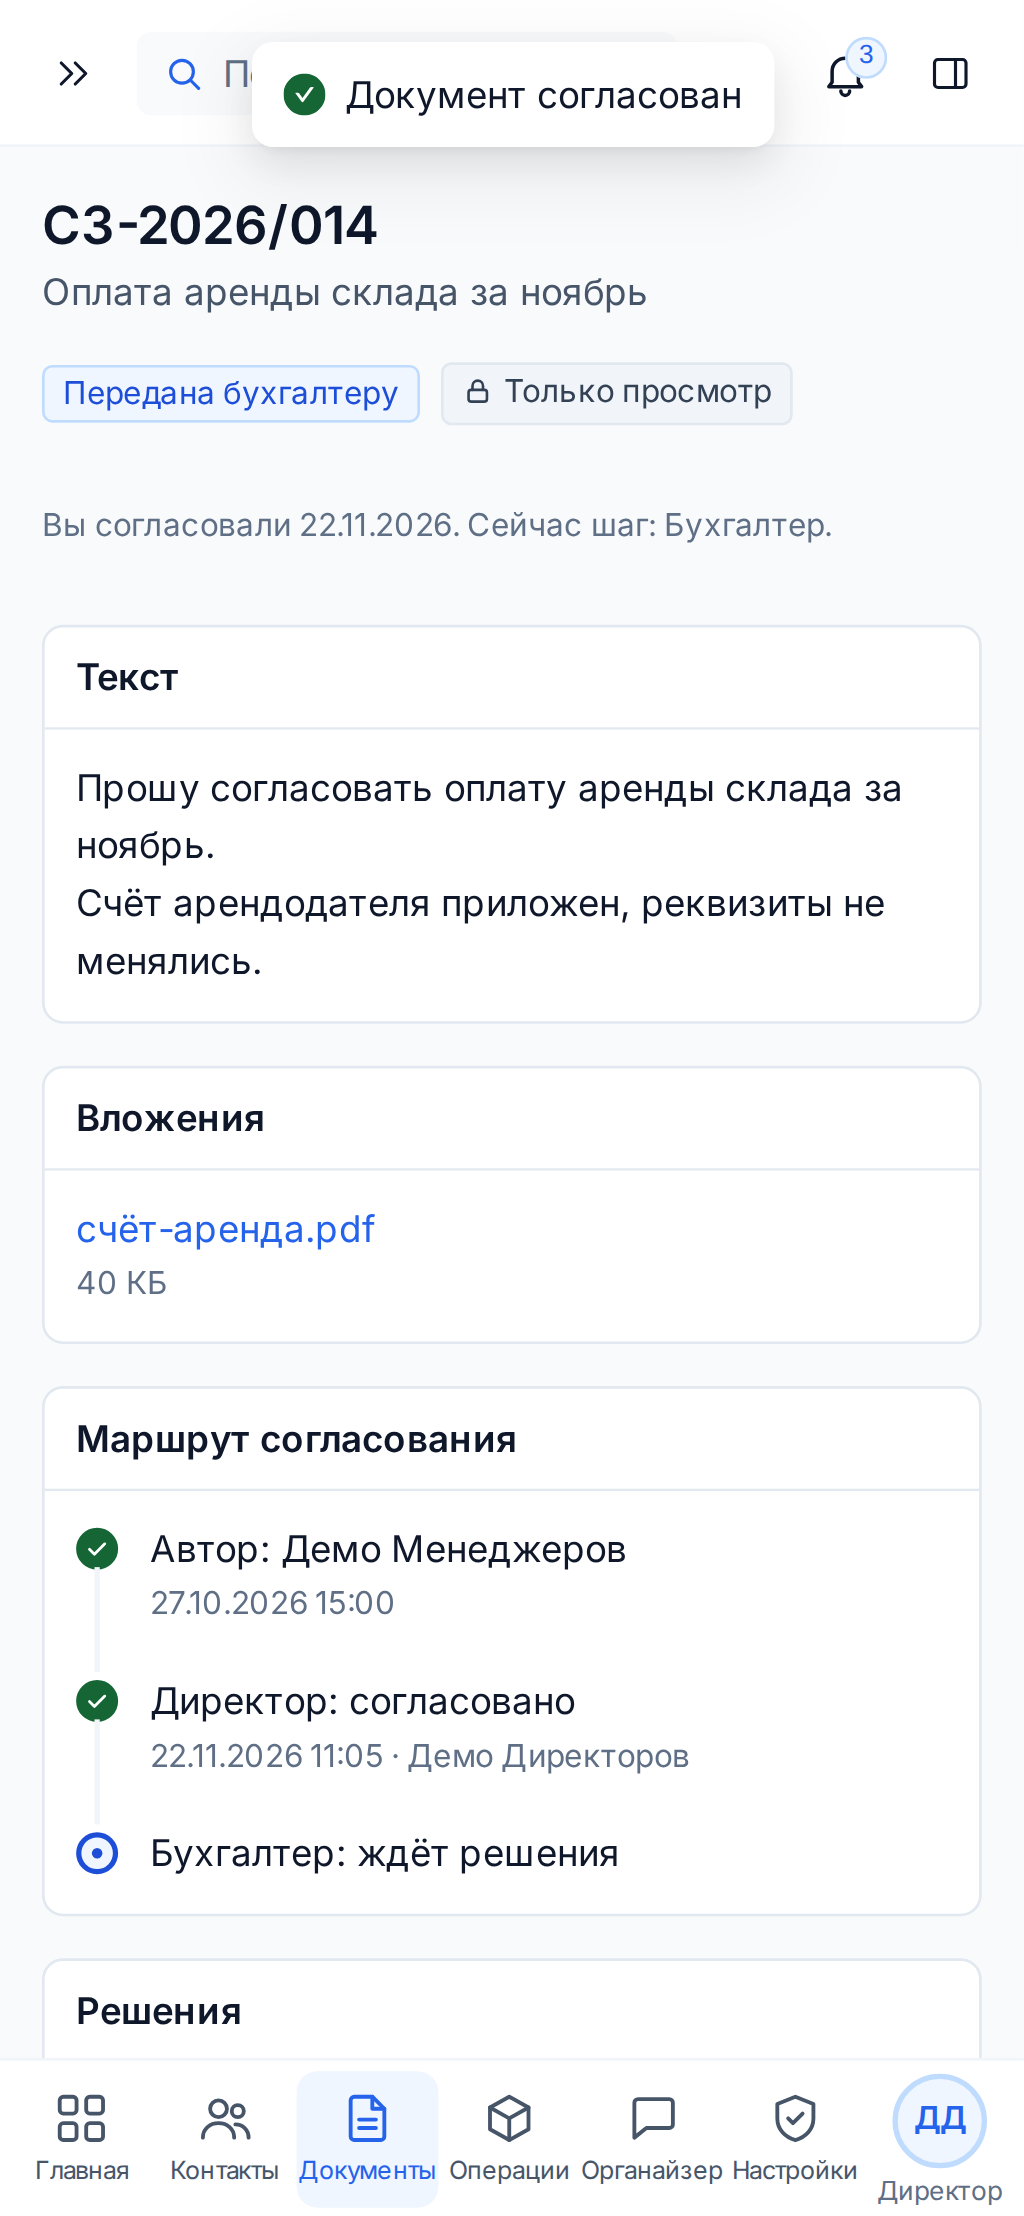 Документ согласован
3
СЗ-2026/014
Оплата аренды склада за ноябрь
Передана бухгалтеру
Только просмотр
Вы согласовали 22.11.2026. Сейчас шаг: Бухгалтер.
Текст
Прошу согласовать оплату аренды склада за
ноябрь.
Счёт арендодателя приложен, реквизиты не
менялись.
Вложения
счёт-аренда.pdf
40 КБ
Маршрут согласования
Автор: Демо Менеджеров
27.10.2026 15:00
Директор: согласовано
22.11.2026 11:05 · Демо Директоров
Бухгалтер: ждёт решения
Решения
Главная
Контакты
Документы
Операции
Органайзер
Настройки
ДД
Директор